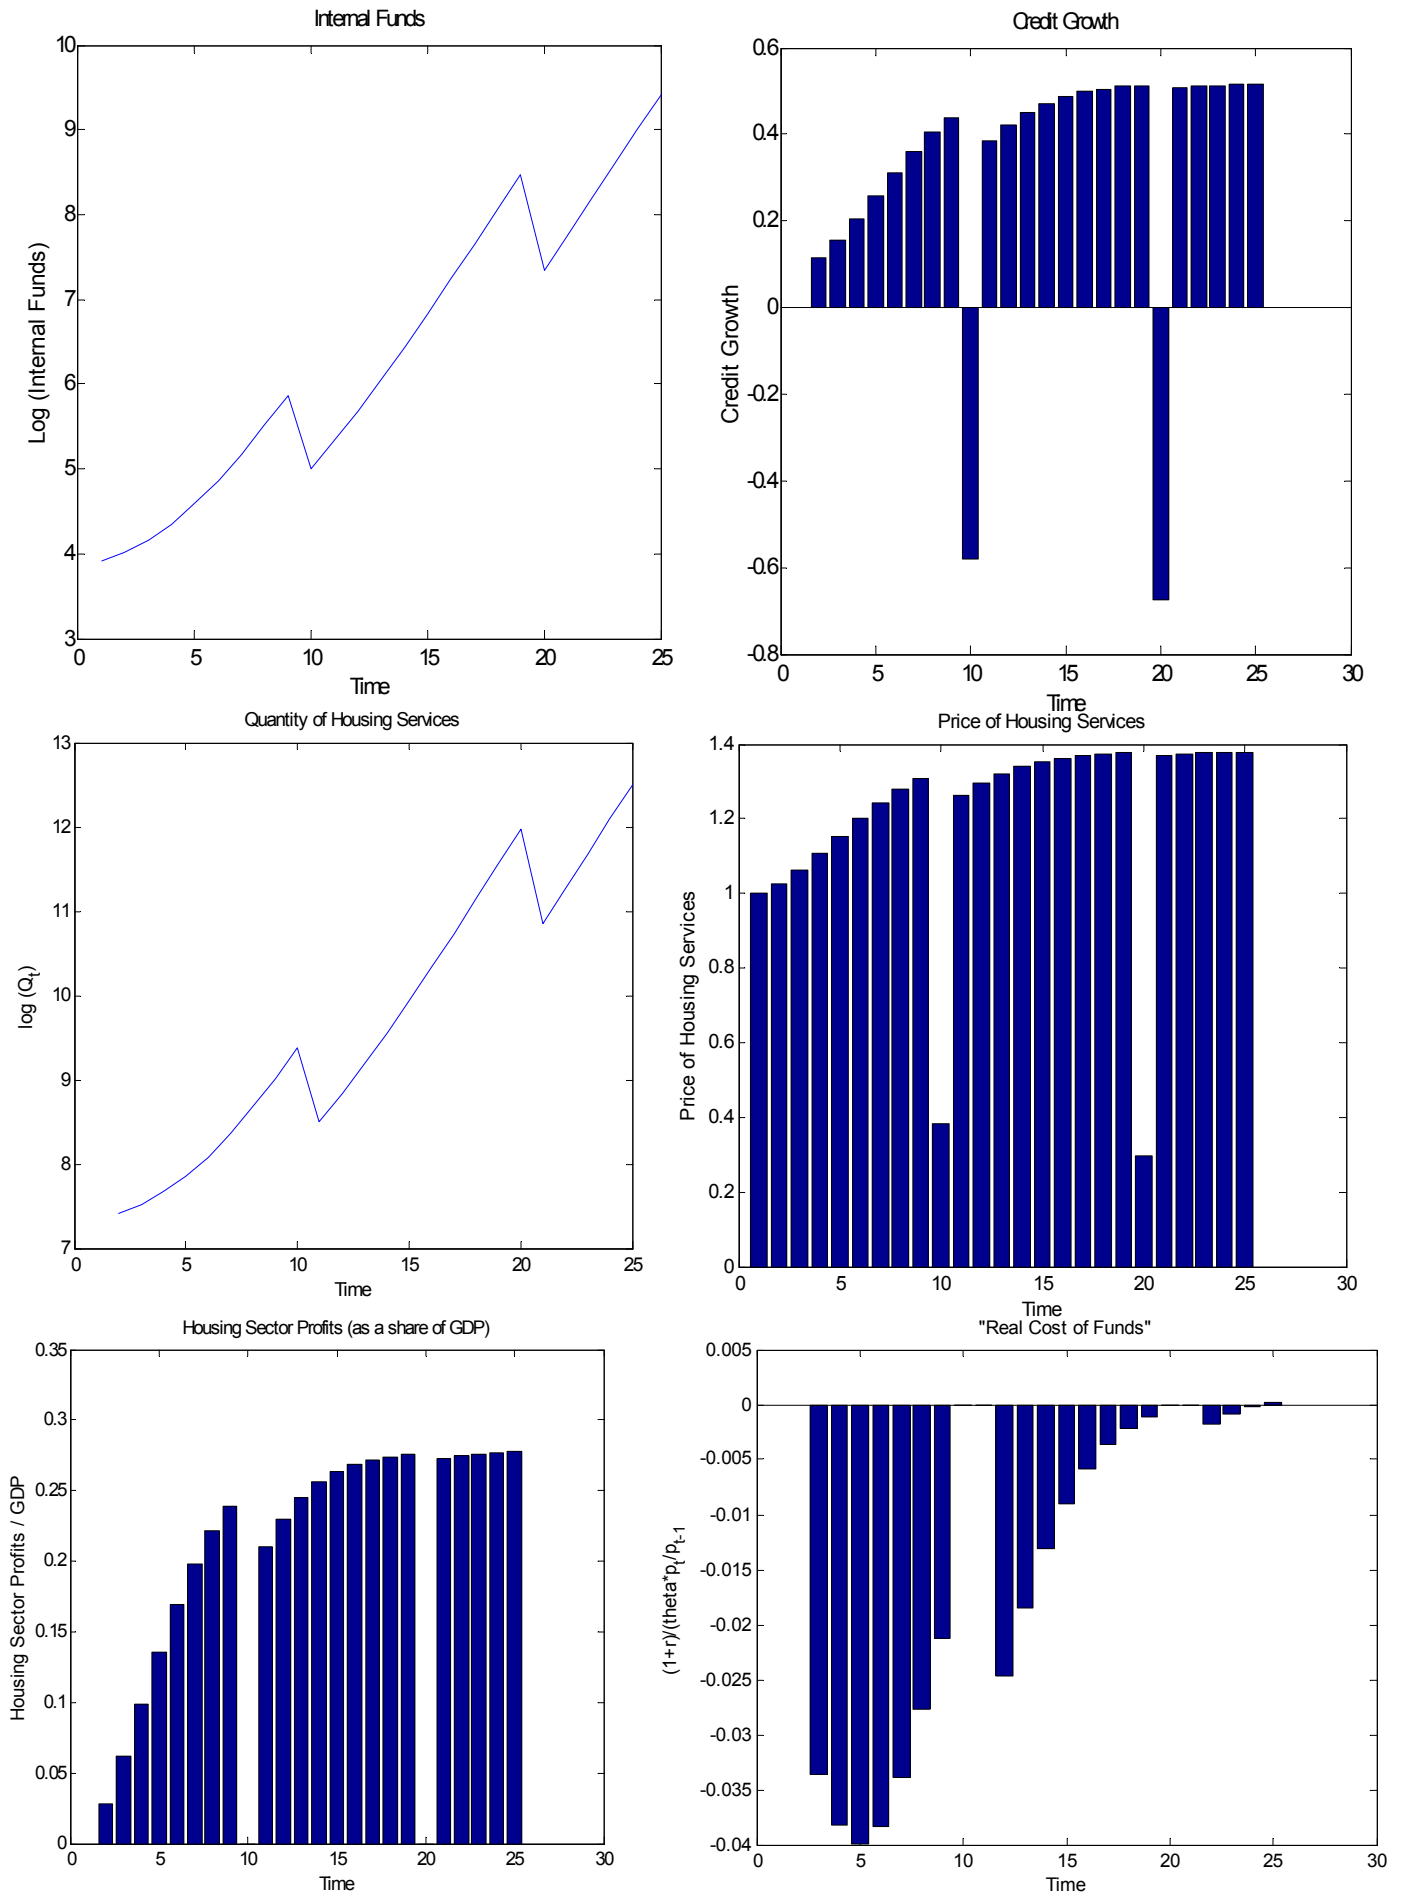 Internal Funds
10
9
8
7
6
5
4
3
Log (Internal Funds)
0 5 10 15 20 25
Time
Credit Growth
0.6
0.4
0.2
0
-0.2
-0.4
-0.6
-0.8
Credit Growth
0 5 10 15 20 25 30
Time
Quantity of Housing Services
13
12
11
10
9
8
7
log (Qt)
0 5 10 15 20 25
Time
Price of Housing Services
1.4
1.2
1
0.8
0.6
0.4
0.2
0
Price of Housing Services
0 5 10 15 20 25 30
Time
Housing Sector Profits (as a share of GDP)
0.35
0.3
0.25
0.2
0.15
0.1
0.05
0
Housing Sector Profits / GDP
0 5 10 15 20 25 30
Time
"Real Cost of Funds"
0.005
0
-0.005
-0.01
-0.015
-0.02
-0.025
-0.03
-0.035
-0.04
(1+r)/(theta*pt/pt-1
0 5 10 15 20 25 30
Time